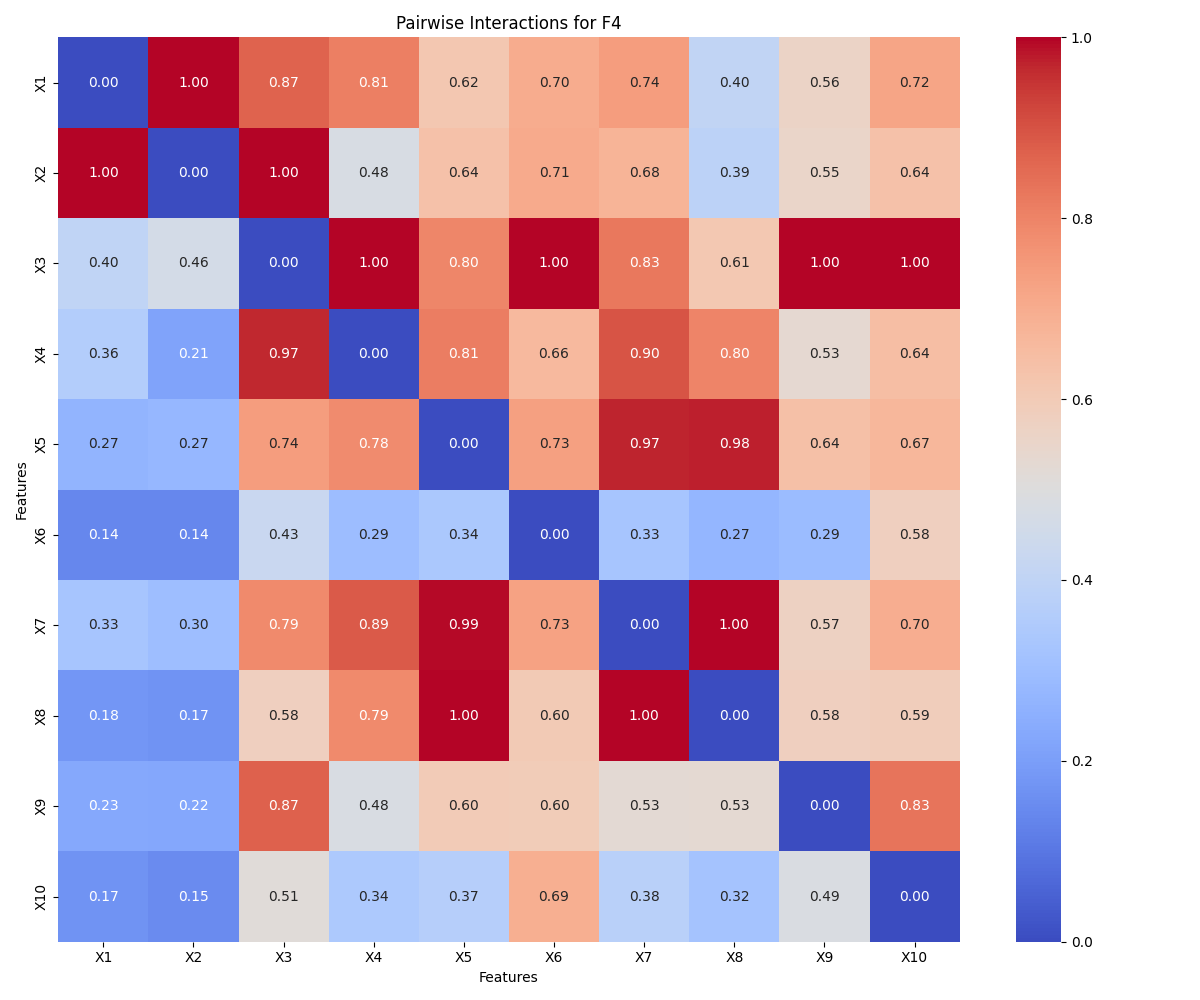 Pairwise Interactions for F4
X1 0.00 1.00 0.87 0.81 0.62 0.70 0.74 0.40 0.56 0.72
X2 1.00 0.00 1.00 0.48 0.64 0.71 0.68 0.39 0.55 0.64
X3 0.40 0.46 0.00 1.00 0.80 1.00 0.83 0.61 1.00 1.00
X4 0.36 0.21 0.97 0.00 0.81 0.66 0.90 0.80 0.53 0.64
X5 0.27 0.27 0.74 0.78 0.00 0.73 0.97 0.98 0.64 0.67
X6 0.14 0.14 0.43 0.29 0.34 0.00 0.33 0.27 0.29 0.58
X7 0.33 0.30 0.79 0.89 0.99 0.73 0.00 1.00 0.57 0.70
X8 0.18 0.17 0.58 0.79 1.00 0.60 1.00 0.00 0.58 0.59
X9 0.23 0.22 0.87 0.48 0.60 0.60 0.53 0.53 0.00 0.83
X10 0.17 0.15 0.51 0.34 0.37 0.69 0.38 0.32 0.49 0.00
X1 X2 X3 X4 X5 X6 X7 X8 X9 X10
Features
Features
1.0
0.8
0.6
0.4
0.2
0.0